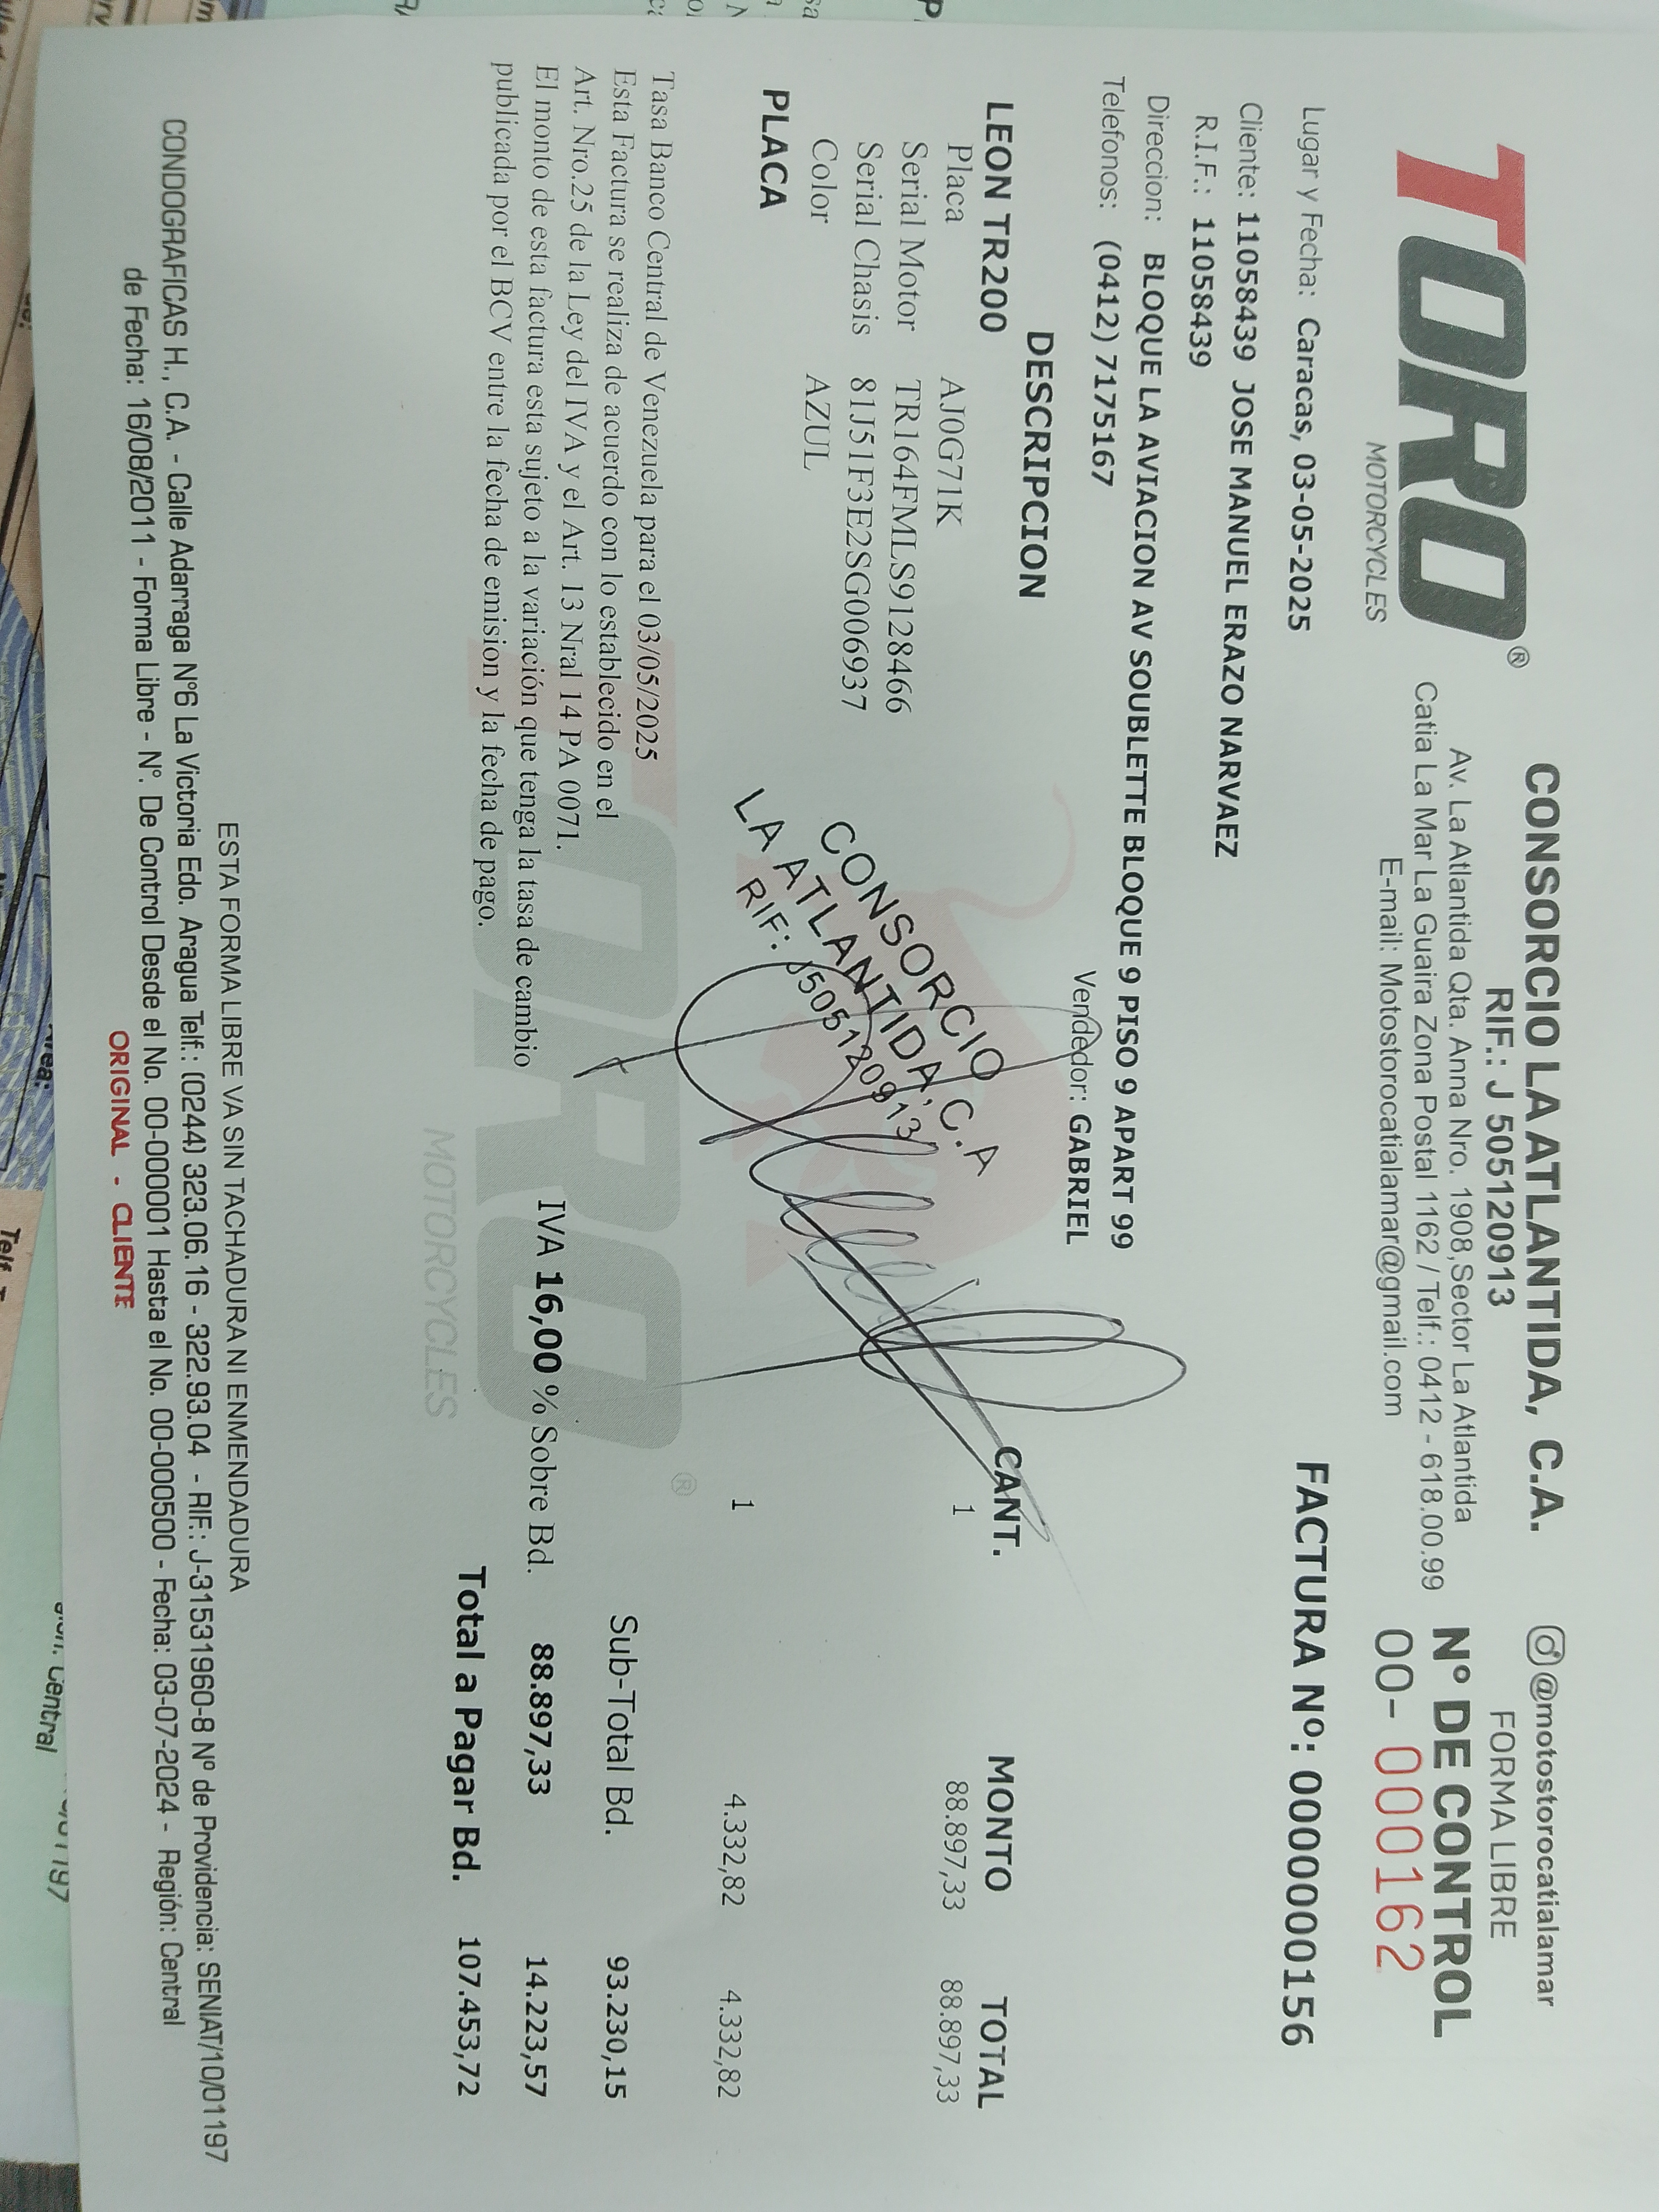 TORO®
MOTORCYCLES
CONSORCIO LA ATLANTIDA, C.A.
RIF.: J 505120913
Av. La Atlantida Qta. Anna Nro. 1908,Sector La Atlantida
Catia La Mar La Guaira Zona Postal 1162 / Telf.: 0412 - 618.00.99
E-mail: Motostorocatialamar@gmail.com
@motostorocatialamar
FORMA LIBRE
N° DE CONTROL
00- 000162
FACTURA Nº: 0000000156
Lugar y Fecha: Caracas, 03-05-2025
Cliente: 11058439 JOSE MANUEL ERAZO NARVAEZ
R.I.F.: 11058439
Direccion: BLOQUE LA AVIACION AV SOUBLETTE BLOQUE 9 PISO 9 APART 99
Telefonos: (0412) 7175167
Vendedor: GABRIEL
DESCRIPCION CANT. MONTO TOTAL
LEON TR200 1 88.897,33 88.897,33
Placa AJ0G71K
Serial Motor TR164FMLS9128466
Serial Chasis 81J51F3E2SG006937
Color AZUL
PLACA 1 4.332,82 4.332,82
CONSORCIO
LA ATLANTIDA, C.A
RIF: J505120913
Tasa Banco Central de Venezuela para el 03/05/2025
Esta Factura se realiza de acuerdo con lo establecido en el
Art. Nro.25 de la Ley del IVA y el Art. 13 Nral 14 PA 0071.
El monto de esta factura esta sujeto a la variación que tenga la tasa de cambio
publicada por el BCV entre la fecha de emision y la fecha de pago.
Sub-Total Bd. 93.230,15
IVA 16,00 % Sobre Bd. 88.897,33 14.223,57
Total a Pagar Bd. 107.453,72
TORO®
MOTORCYCLES
ESTA FORMA LIBRE VA SIN TACHADURA NI ENMENDADURA
CONDOGRAFICAS H., C.A. - Calle Adarraga N°6 La Victoria Edo. Aragua Telf.: (0244) 323.06.16 - 322.93.04 - RIF.: J-31531960-8 N° de Providencia: SENIAT/10/01197
de Fecha: 16/08/2011 - Forma Libre - N°. De Control Desde el No. 00-000001 Hasta el No. 00-000500 - Fecha: 03-07-2024 - Región: Central
ORIGINAL - CLIENTE